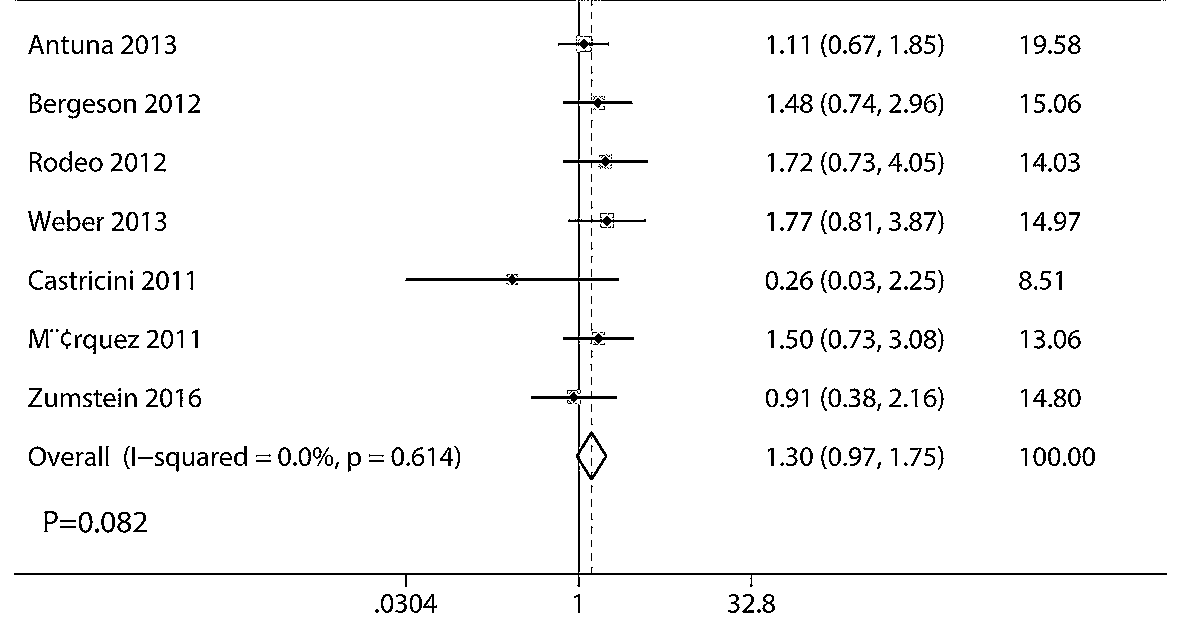 Antuna 2013 1.11 (0.67, 1.85) 19.58
Bergeson 2012 1.48 (0.74, 2.96) 15.06
Rodeo 2012 1.72 (0.73, 4.05) 14.03
Weber 2013 1.77 (0.81, 3.87) 14.97
Castricini 2011 0.26 (0.03, 2.25) 8.51
M¨¢rquez 2011 1.50 (0.73, 3.08) 13.06
Zumstein 2016 0.91 (0.38, 2.16) 14.80
Overall (I−squared = 0.0%, p = 0.614) 1.30 (0.97, 1.75) 100.00
P=0.082
.0304 1 32.8